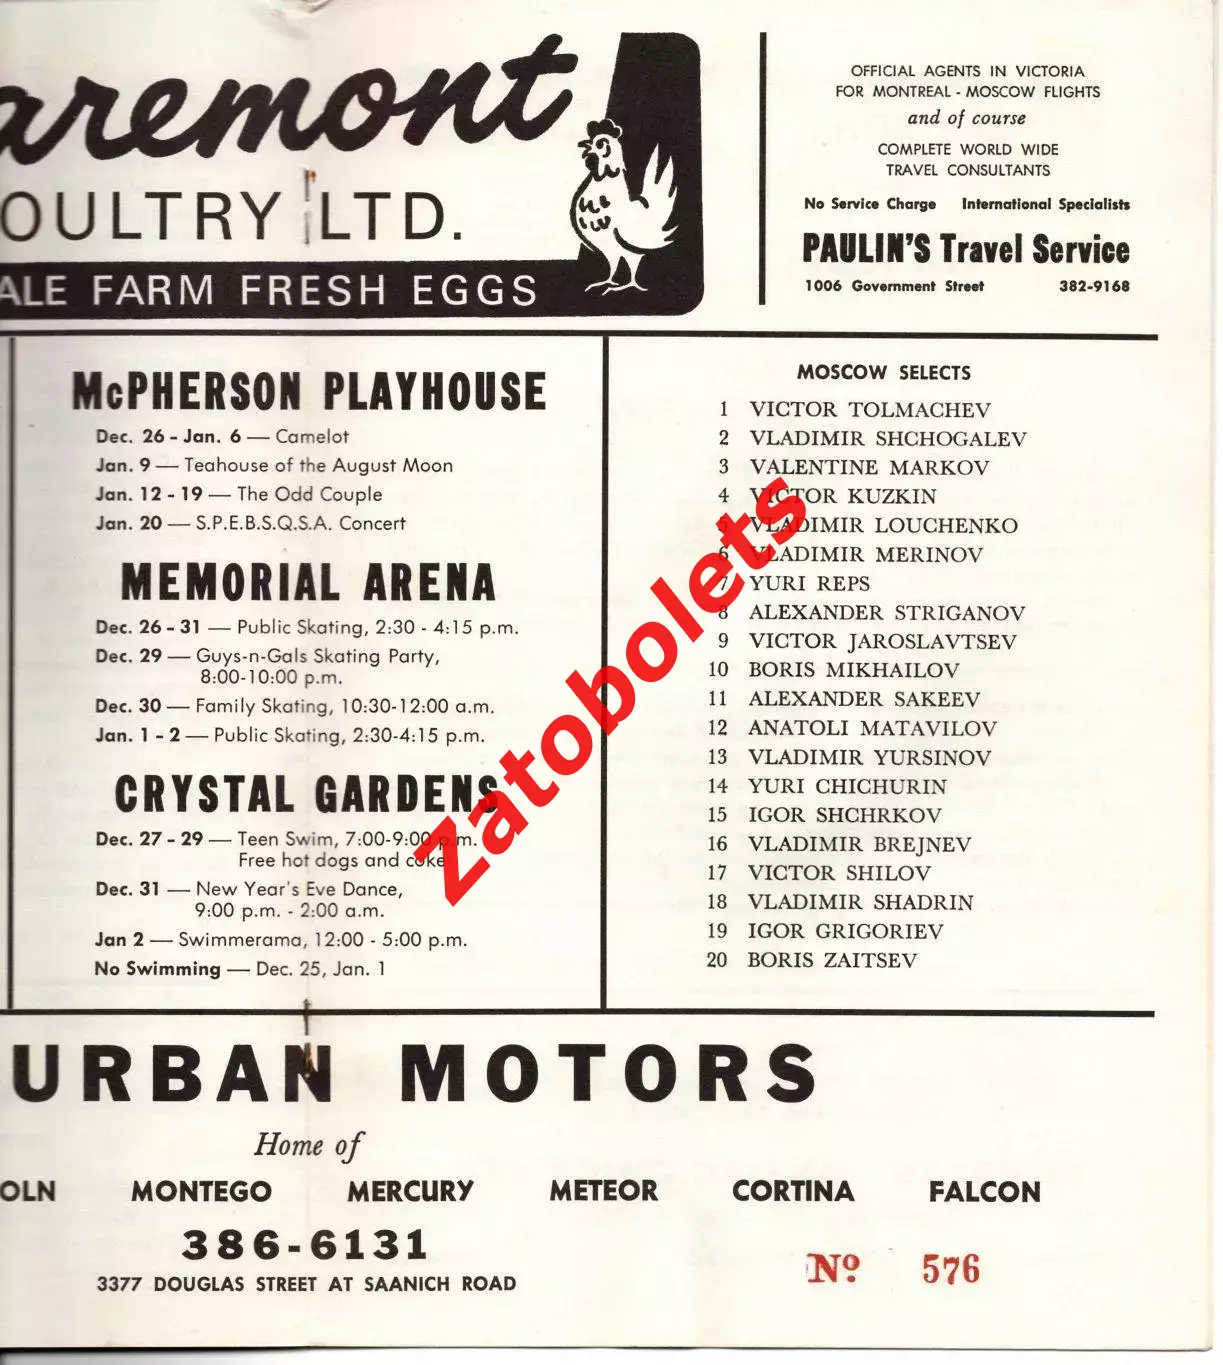 aremont
OULTRY LTD.
ALE FARM FRESH EGGS
OFFICIAL AGENTS IN VICTORIA
FOR MONTREAL - MOSCOW FLIGHTS
and of course
COMPLETE WORLD WIDE
TRAVEL CONSULTANTS
No Service Charge International Specialists
PAULIN'S Travel Service
1006 Government Street 382-9168
McPHERSON PLAYHOUSE
Dec. 26 - Jan. 6 — Camelot
Jan. 9 — Teahouse of the August Moon
Jan. 12 - 19 — The Odd Couple
Jan. 20 — S.P.E.B.S.Q.S.A. Concert
MEMORIAL ARENA
Dec. 26 - 31 — Public Skating, 2:30 - 4:15 p.m.
Dec. 29 — Guys-n-Gals Skating Party,
8:00-10:00 p.m.
Dec. 30 — Family Skating, 10:30-12:00 a.m.
Jan. 1 - 2 — Public Skating, 2:30-4:15 p.m.
CRYSTAL GARDENS
Dec. 27 - 29 — Teen Swim, 7:00-9:00 p.m.
Free hot dogs and coke
Dec. 31 — New Year's Eve Dance,
9:00 p.m. - 2:00 a.m.
Jan 2 — Swimmerama, 12:00 - 5:00 p.m.
No Swimming — Dec. 25, Jan. 1
MOSCOW SELECTS
1 VICTOR TOLMACHEV
2 VLADIMIR SHCHOGALEV
3 VALENTINE MARKOV
4 VICTOR KUZKIN
5 VLADIMIR LOUCHENKO
6 VLADIMIR MERINOV
7 YURI REPS
8 ALEXANDER STRIGANOV
9 VICTOR JAROSLAVTSEV
10 BORIS MIKHAILOV
11 ALEXANDER SAKEEV
12 ANATOLI MATAVILOV
13 VLADIMIR YURSINOV
14 YURI CHICHURIN
15 IGOR SHCHRKOV
16 VLADIMIR BREJNEV
17 VICTOR SHILOV
18 VLADIMIR SHADRIN
19 IGOR GRIGORIEV
20 BORIS ZAITSEV
Zatobolets
URBAN MOTORS
Home of
OLN MONTEGO MERCURY METEOR CORTINA FALCON
386-6131
3377 DOUGLAS STREET AT SAANICH ROAD
Nº 576